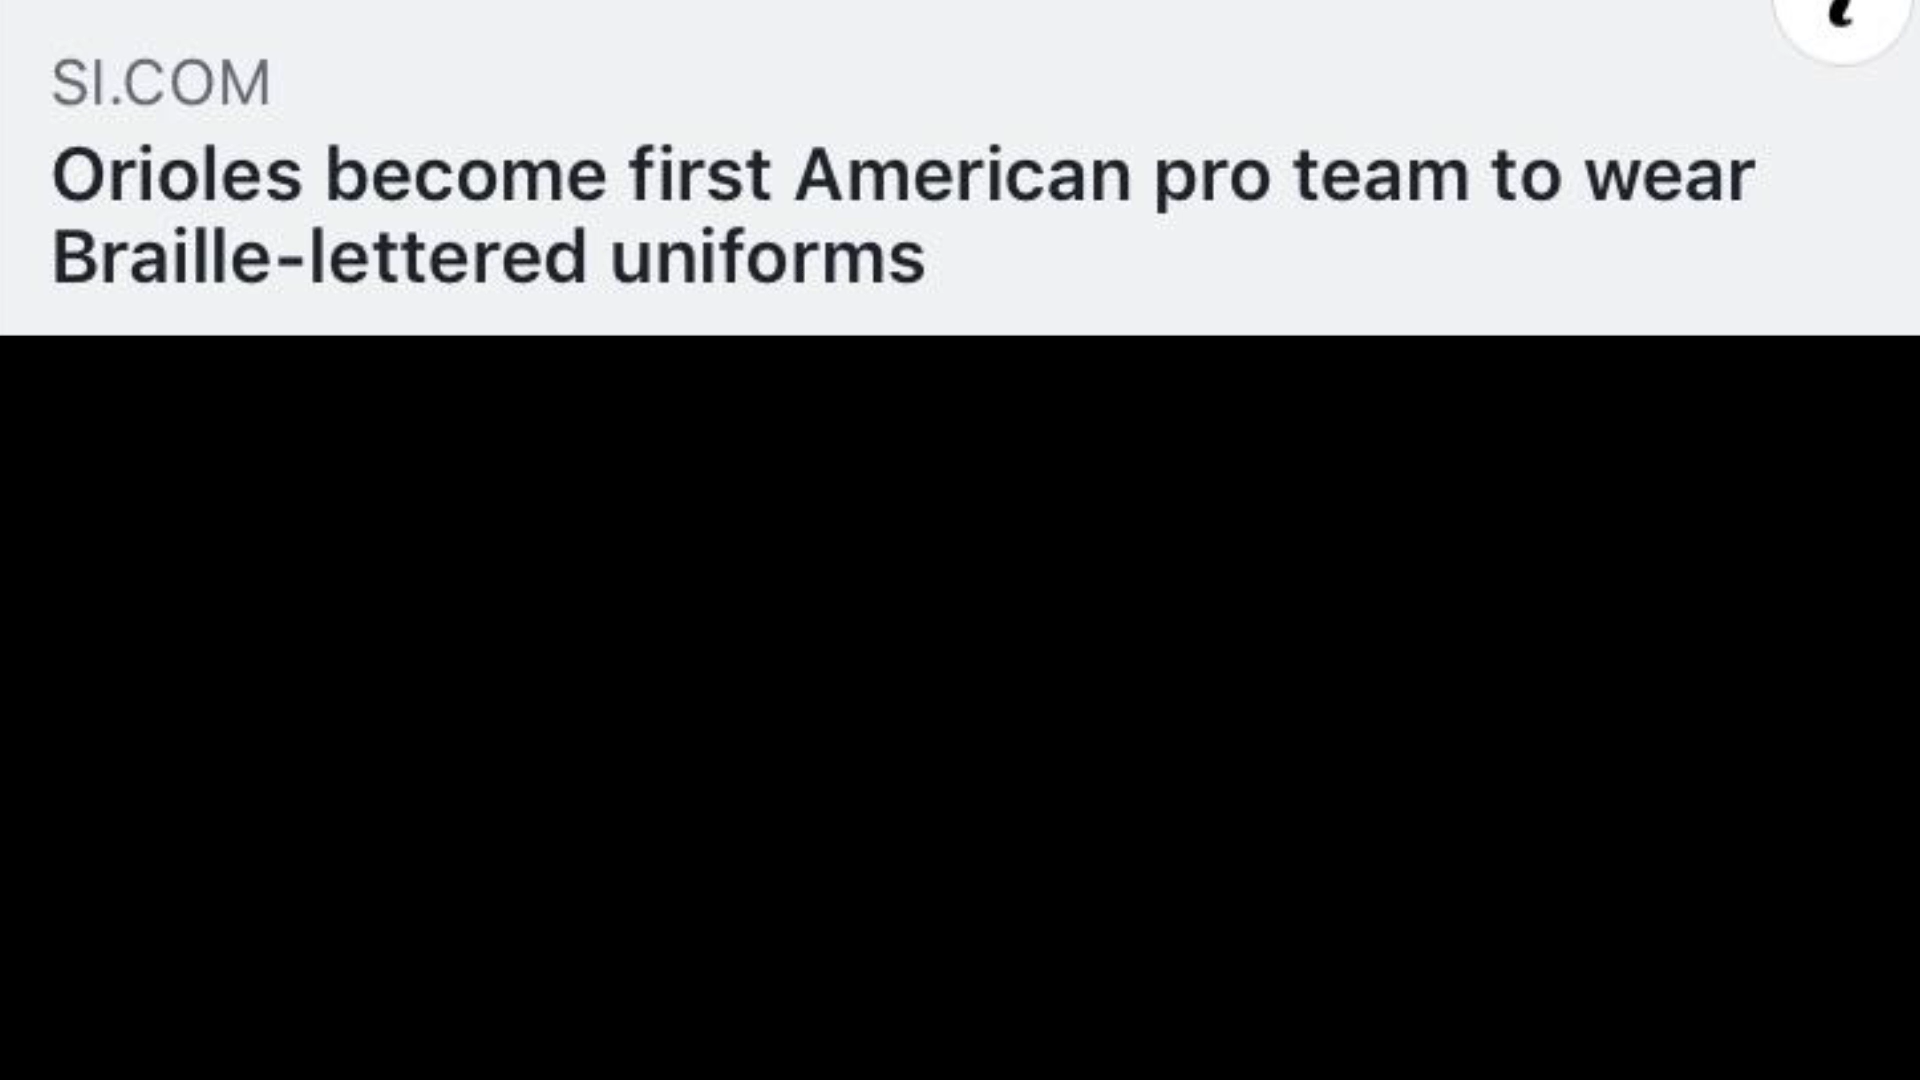 SI.COM
Orioles become first American pro team to wear
Braille-lettered uniforms